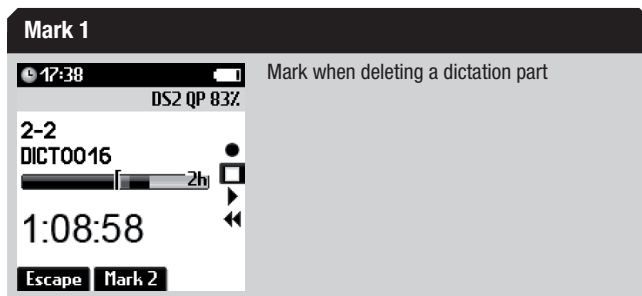 Mark 1
17:38
DS2 QP 83%
2-2
DICT0016
2h
1:08:58
Escape Mark 2
Mark when deleting a dictation part